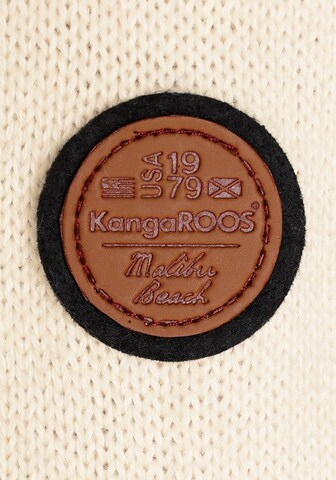 USA 19
79
KangaROOS®
Malibu
Beach